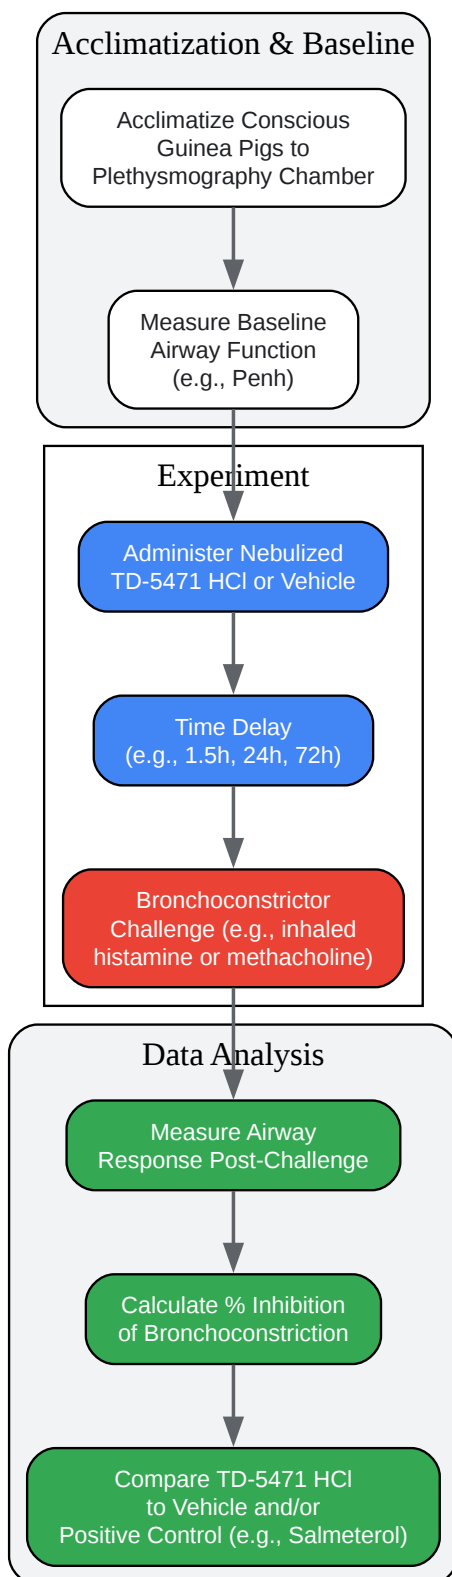 Acclimatization & Baseline
Acclimatize Conscious
Guinea Pigs to
Plethysmography Chamber
Measure Baseline
Airway Function
(e.g., Penh)
Experiment
Administer Nebulized
TD-5471 HCl or Vehicle
Time Delay
(e.g., 1.5h, 24h, 72h)
Bronchoconstrictor
Challenge (e.g., inhaled
histamine or methacholine)
Data Analysis
Measure Airway
Response Post-Challenge
Calculate % Inhibition
of Bronchoconstriction
Compare TD-5471 HCl
to Vehicle and/or
Positive Control (e.g., Salmeterol)